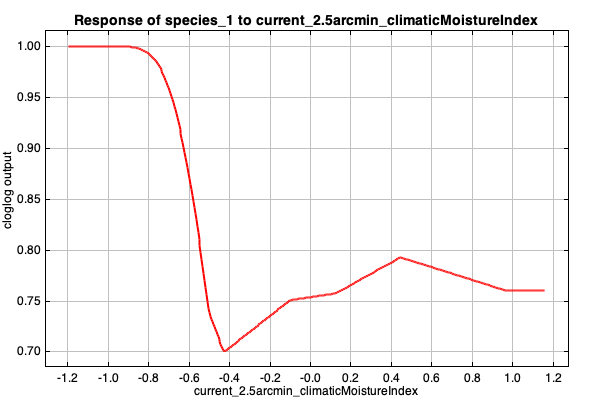 Response of species_1 to current_2.5arcmin_climaticMoistureIndex
cloglog output
1.00
0.95
0.90
0.85
0.80
0.75
0.70
-1.2 -1.0 -0.8 -0.6 -0.4 -0.2 -0.0 0.2 0.4 0.6 0.8 1.0 1.2
current_2.5arcmin_climaticMoistureIndex